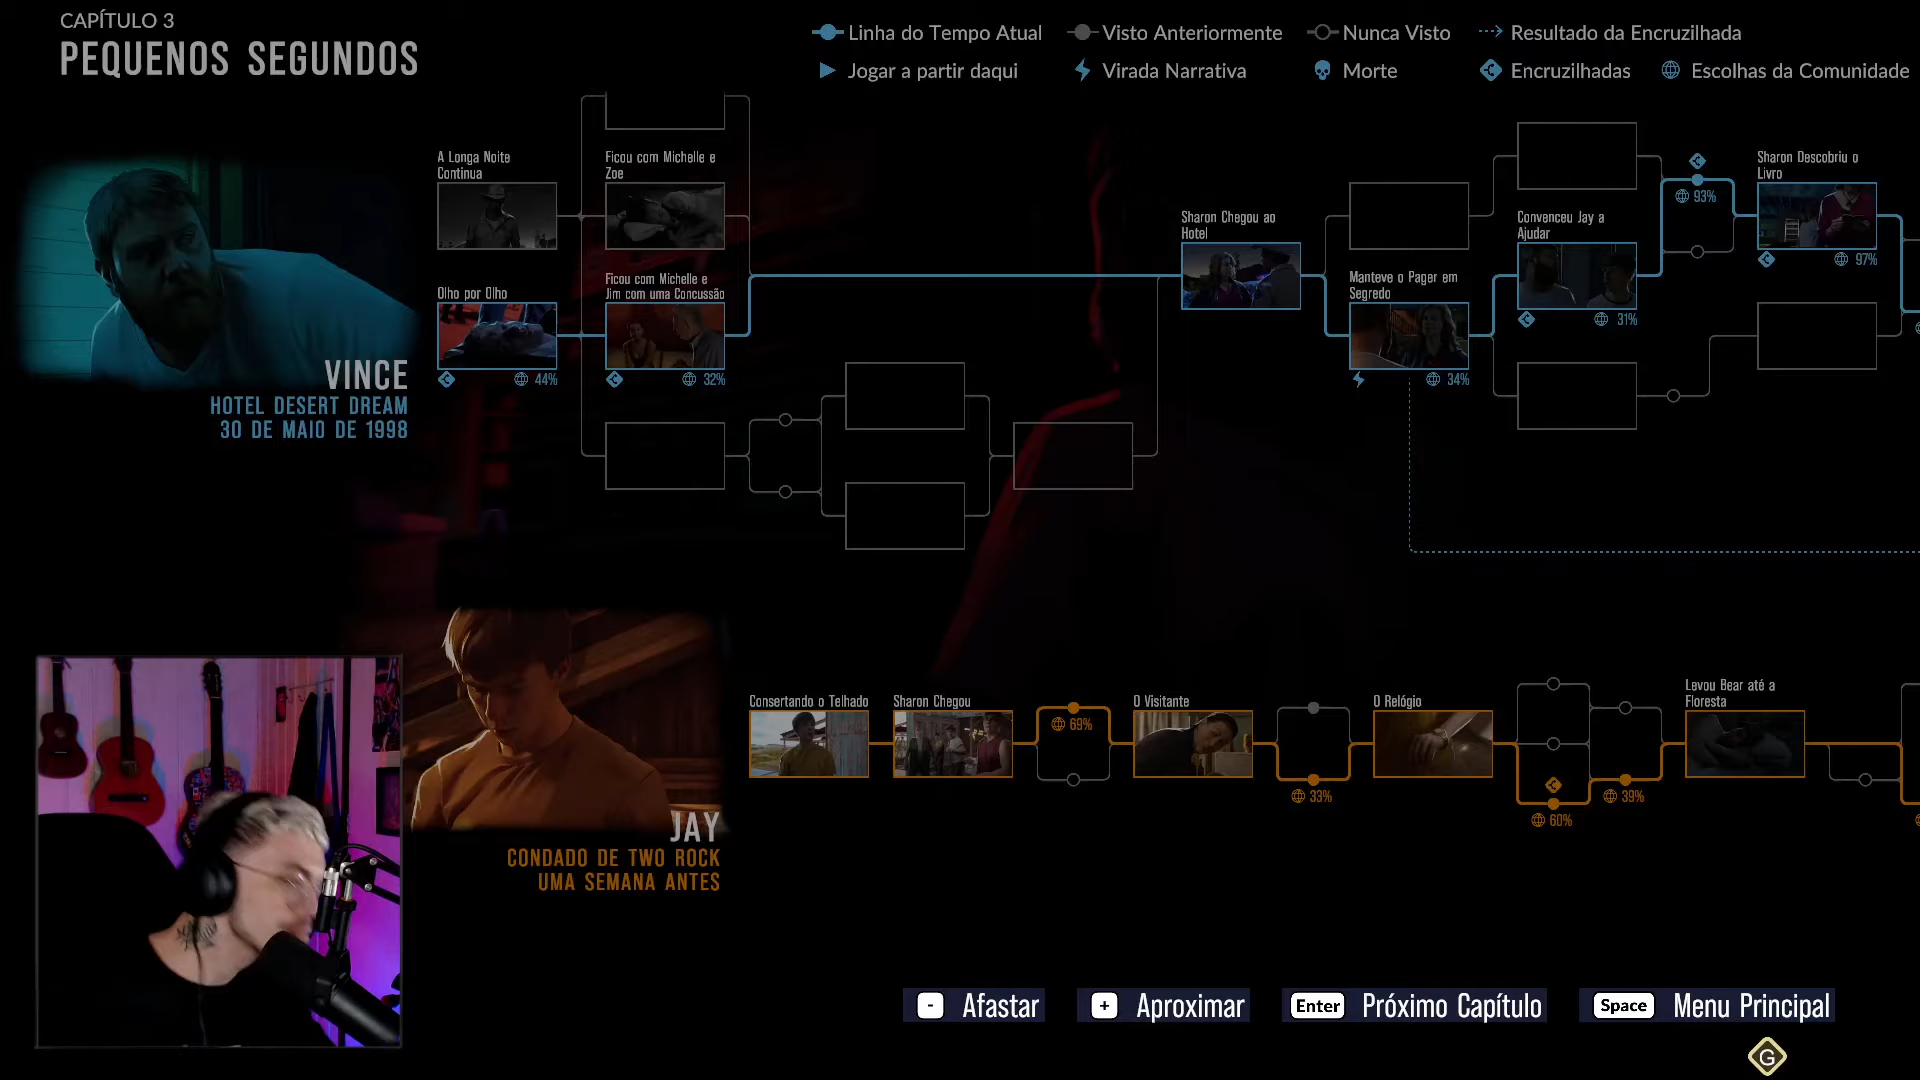 CAPÍTULO 3
PEQUENOS SEGUNDOS
Linha do Tempo Atual
Visto Anteriormente
Nunca Visto
Resultado da Encruzilhada
Jogar a partir daqui
Virada Narrativa
Morte
Encruzilhadas
Escolhas da Comunidade
VINCE
HOTEL DESERT DREAM
30 DE MAIO DE 1998
A Longa Noite
Continua
Ficou com Michelle e
Zoe
Olho por Olho
44%
Ficou com Michelle e
Jim com uma Concussão
32%
Sharon Chegou ao
Hotel
Manteve o Pager em
Segredo
34%
Convenceu Jay a
Ajudar
31%
93%
Sharon Descobriu o
Livro
97%
JAY
CONDADO DE TWO ROCK
UMA SEMANA ANTES
Consertando o Telhado
Sharon Chegou
69%
O Visitante
33%
O Relógio
60%
39%
Levou Bear até a
Floresta
- Afastar
+ Aproximar
Enter Próximo Capítulo
Space Menu Principal
G